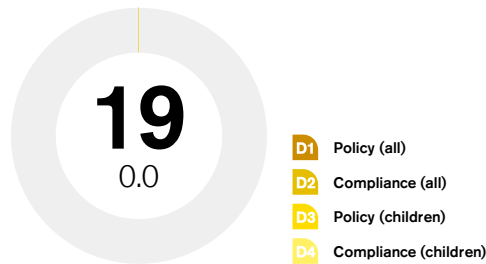 19
0.0
D1 Policy (all)
D2 Compliance (all)
D3 Policy (children)
D4 Compliance (children)